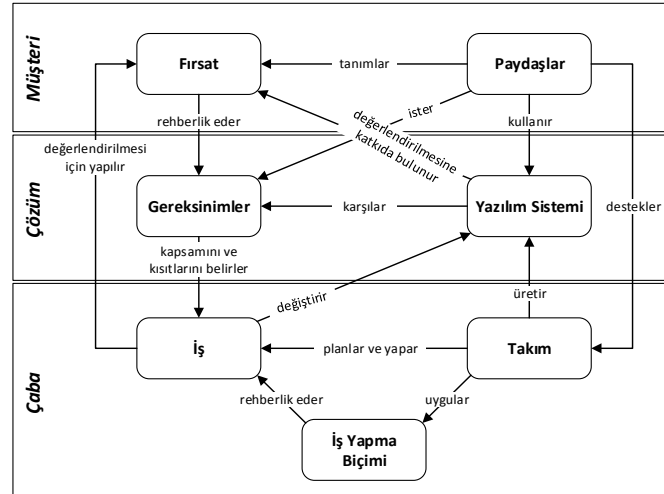 Müşteri
Fırsat
tanımlar
Paydaşlar
rehberlik eder
değerlendirilmesine
katkıda bulunur
ister
kullanır
değerlendirilmesi
için yapılır
Çözüm
Gereksinimler
karşılar
Yazılım Sistemi
destekler
kapsamını ve
kısıtlarını belirler
değiştirir
üretir
Çaba
İş
planlar ve yapar
Takım
rehberlik eder
uygular
İş Yapma
Biçimi